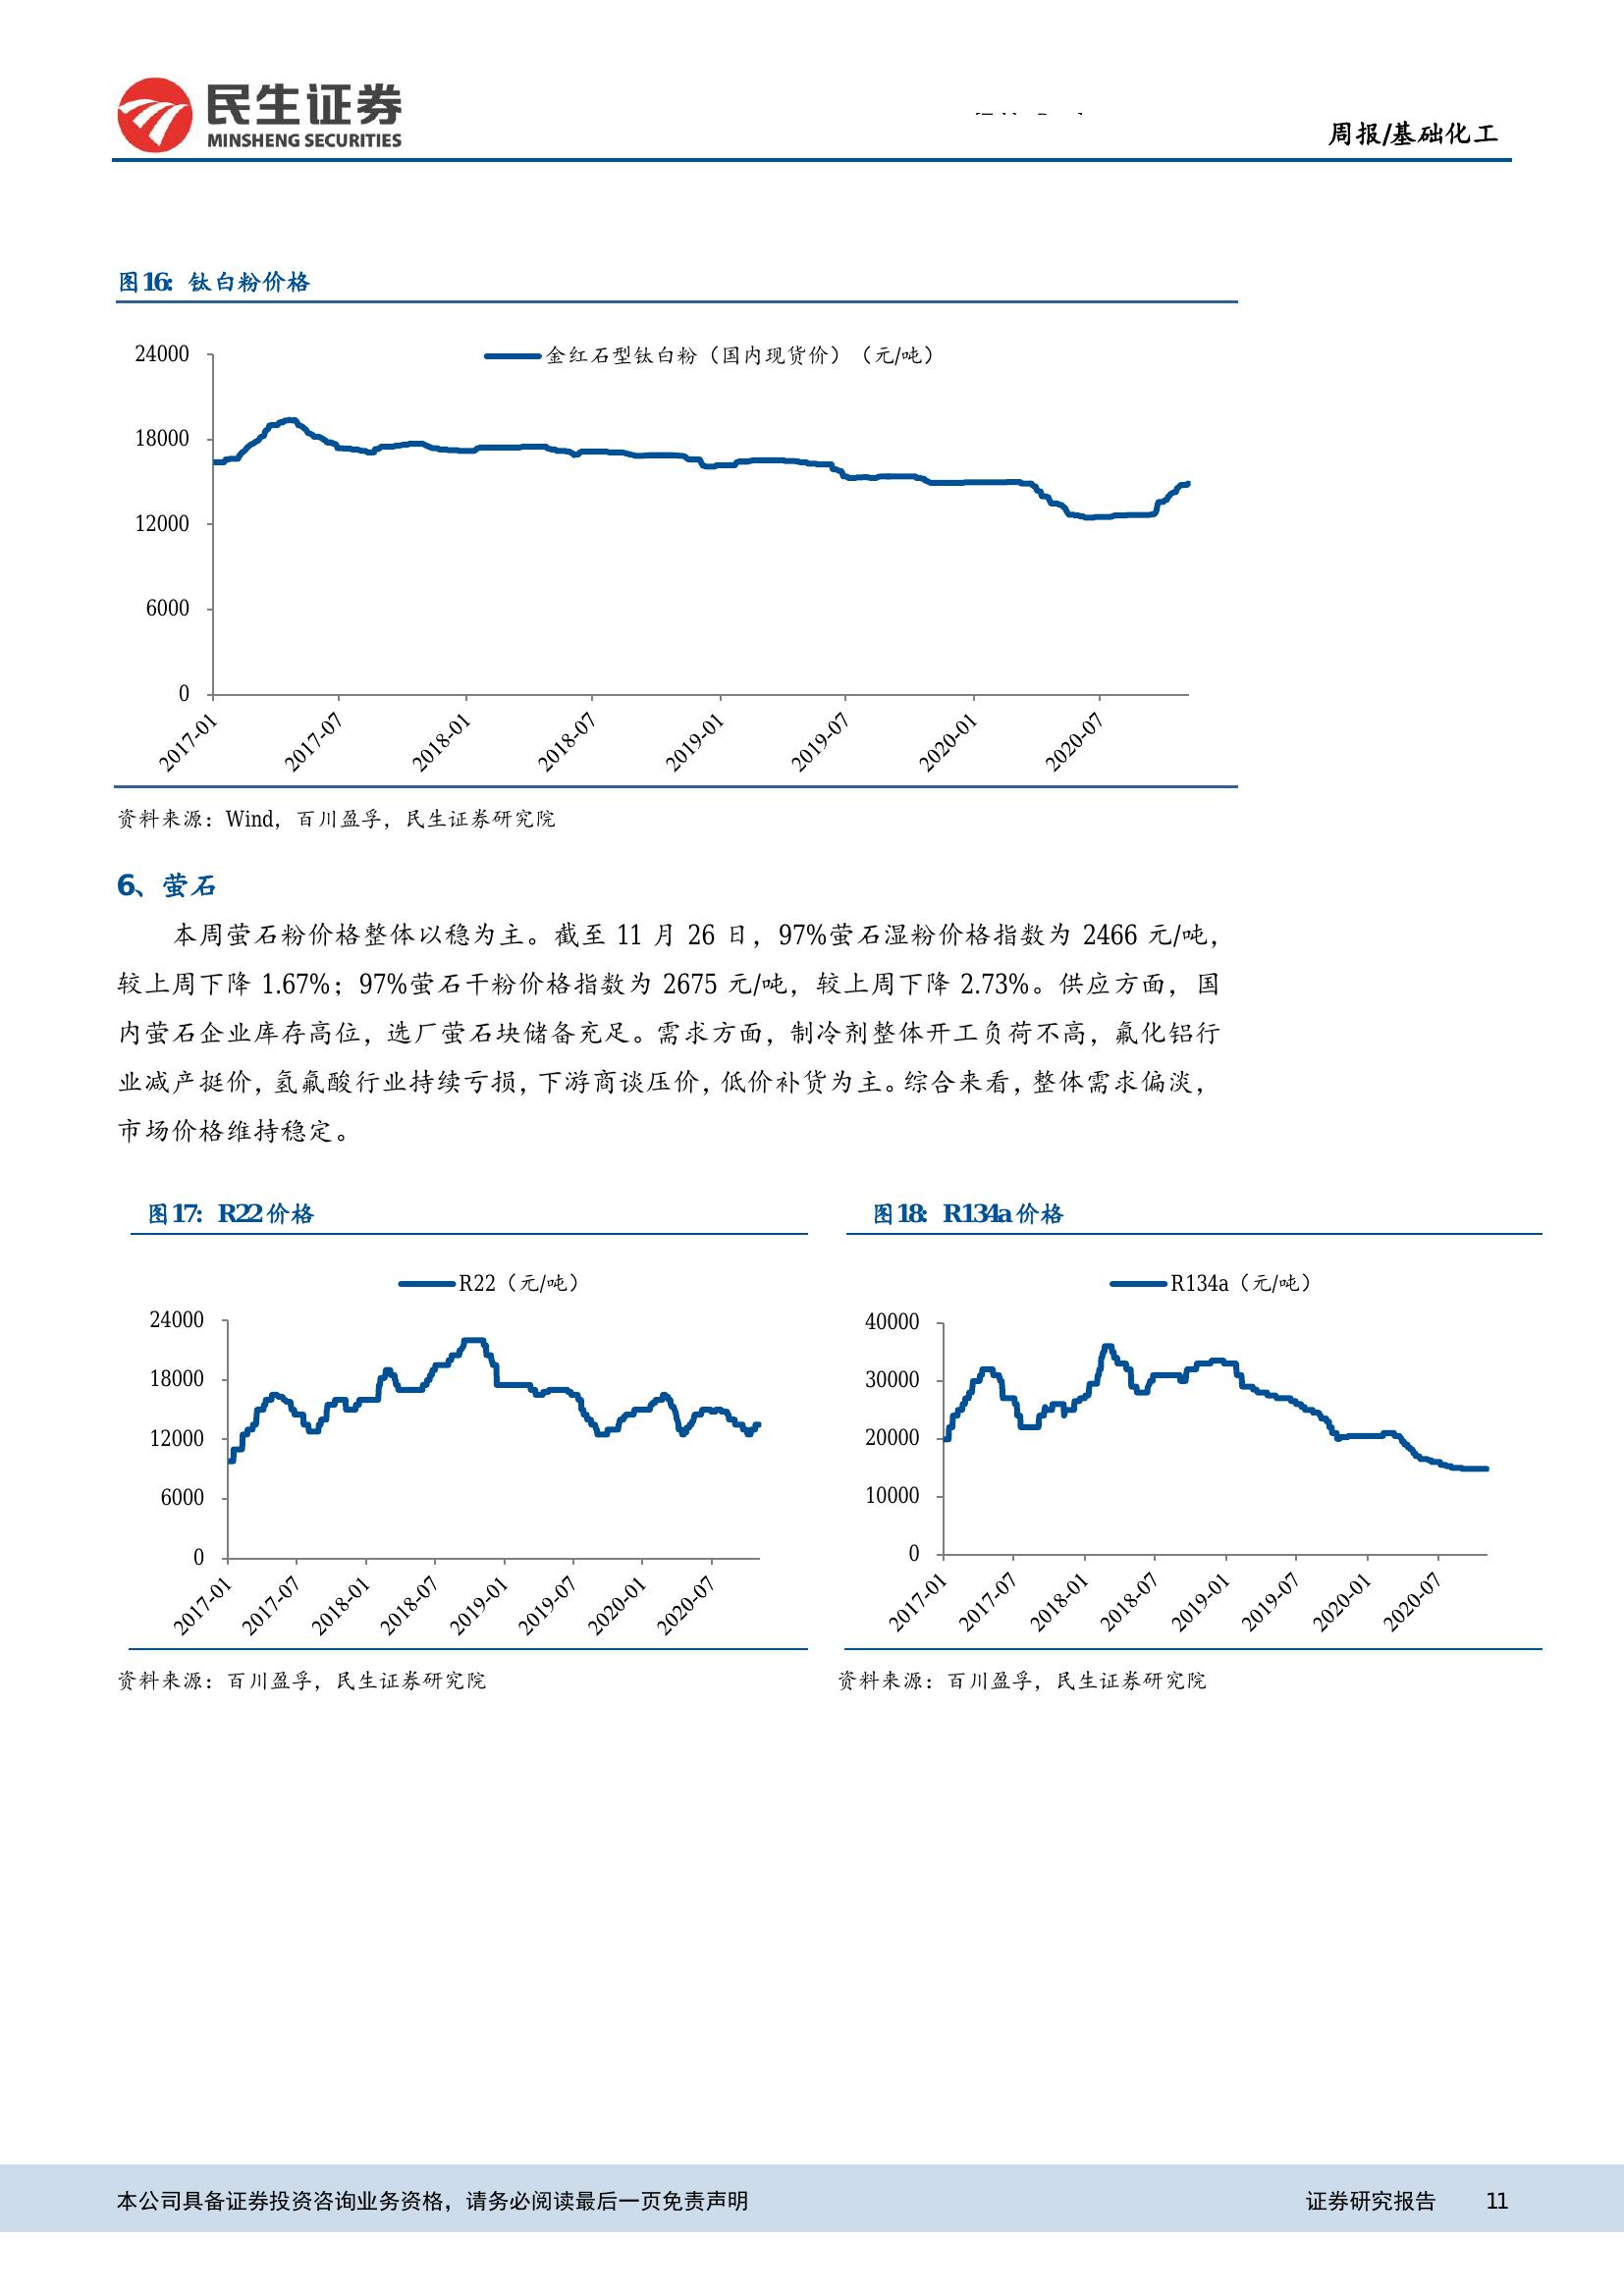 民生证券
MINSHENG SECURITIES
周报/基础化工
图16: 钛白粉价格
金红石型钛白粉（国内现货价）（元/吨）
24000
18000
12000
6000
0
2017-01
2017-07
2018-01
2018-07
2019-01
2019-07
2020-01
2020-07
资料来源：Wind，百川盈孚，民生证券研究院
6、萤石
本周萤石粉价格整体以稳为主。截至 11 月 26 日，97%萤石湿粉价格指数为 2466 元/吨，
较上周下降 1.67%；97%萤石干粉价格指数为 2675 元/吨，较上周下降 2.73%。供应方面，国
内萤石企业库存高位，选厂萤石块储备充足。需求方面，制冷剂整体开工负荷不高，氟化铝行
业减产挺价，氢氟酸行业持续亏损，下游商谈压价，低价补货为主。综合来看，整体需求偏淡，
市场价格维持稳定。
图17: R22价格
R22（元/吨）
24000
18000
12000
6000
0
2017-01
2017-07
2018-01
2018-07
2019-01
2019-07
2020-01
2020-07
资料来源：百川盈孚，民生证券研究院
图18: R134a价格
R134a（元/吨）
40000
30000
20000
10000
0
2017-01
2017-07
2018-01
2018-07
2019-01
2019-07
2020-01
2020-07
资料来源：百川盈孚，民生证券研究院
本公司具备证券投资咨询业务资格，请务必阅读最后一页免责声明
证券研究报告 11